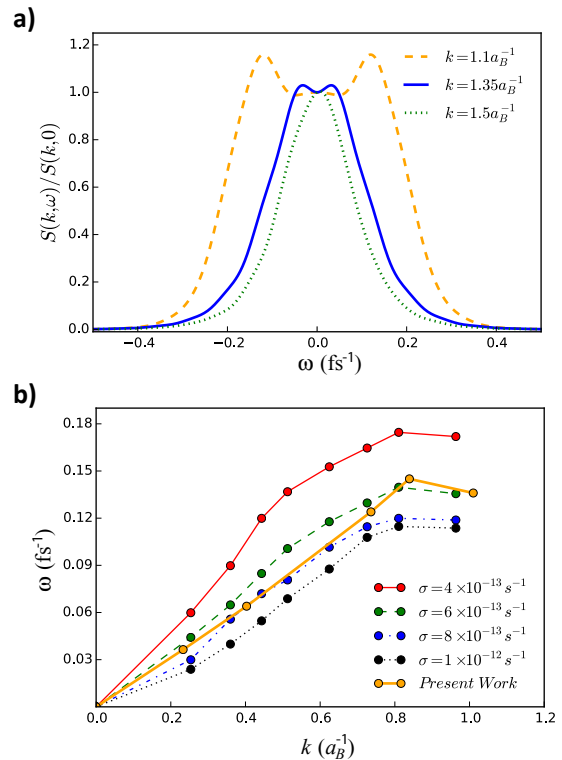 a)
1.2
1.0
0.8
0.6
0.4
0.2
0.0
S(k,ω)/S(k,0)
k=1.1a_B^{-1}
k=1.35a_B^{-1}
k=1.5a_B^{-1}
−0.4 −0.2 0.0 0.2 0.4
ω (fs⁻¹)
b)
0.18
0.15
0.12
0.09
0.06
0.03
ω (fs⁻¹)
σ=4×10⁻¹³s⁻¹
σ=6×10⁻¹³s⁻¹
σ=8×10⁻¹³s⁻¹
σ=1×10⁻¹²s⁻¹
Present Work
0.0 0.2 0.4 0.6 0.8 1.0 1.2
k (a_B^{-1})